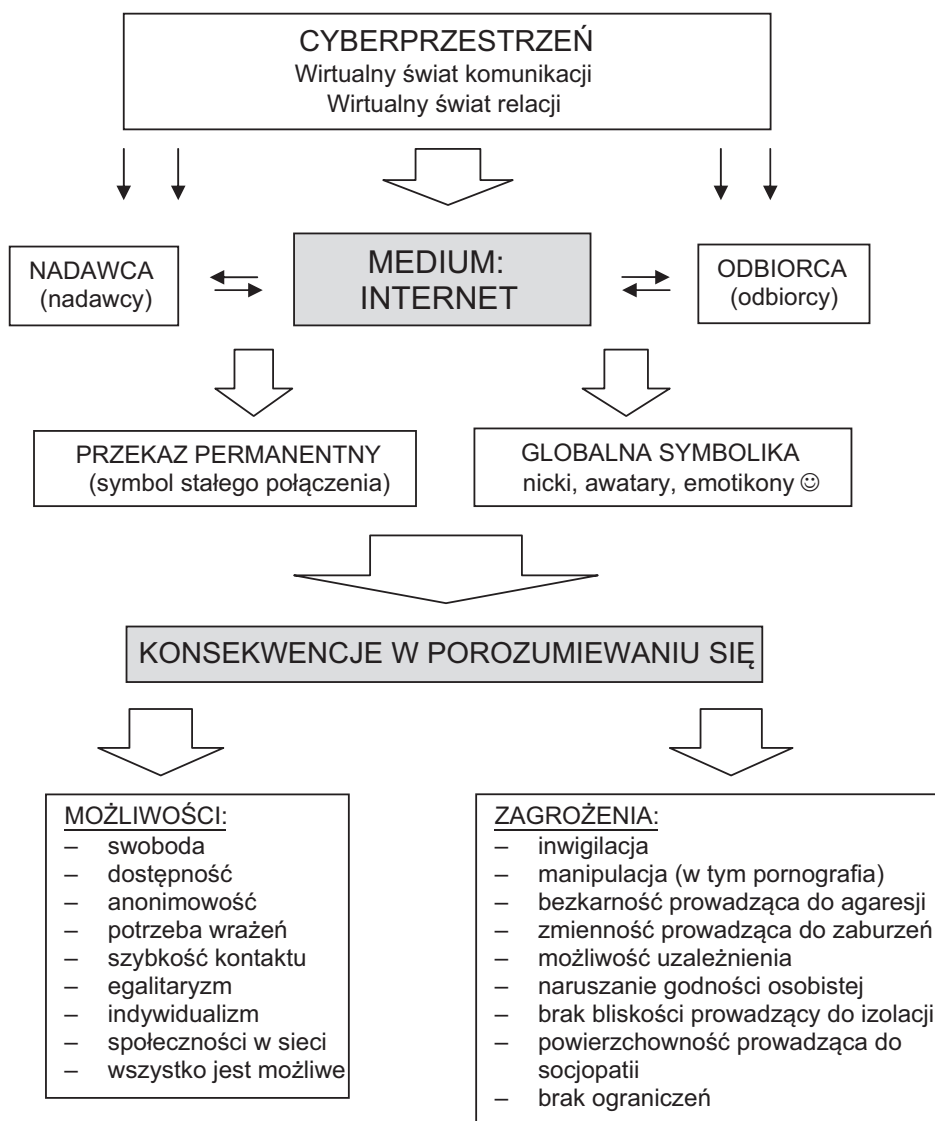 CYBERPRZESTRZEŃ
Wirtualny świat komunikacji
Wirtualny świat relacji
NADAWCA
(nadawcy)
MEDIUM:
INTERNET
ODBIORCA
(odbiorcy)
PRZEKAZ PERMANENTNY
(symbol stałego połączenia)
GLOBALNA SYMBOLIKA
nicki, awatary, emotikony ☺
KONSEKWENCJE W POROZUMIEWANIU SIĘ
MOŻLIWOŚCI:
– swoboda
– dostępność
– anonimowość
– potrzeba wrażeń
– szybkość kontaktu
– egalitaryzm
– indywidualizm
– społeczności w sieci
– wszystko jest możliwe
ZAGROŻENIA:
– inwigilacja
– manipulacja (w tym pornografia)
– bezkarność prowadząca do agaresji
– zmienność prowadząca do zaburzeń
– możliwość uzależnienia
– naruszanie godności osobistej
– brak bliskości prowadzący do izolacji
– powierzchowność prowadząca do
socjopatii
– brak ograniczeń